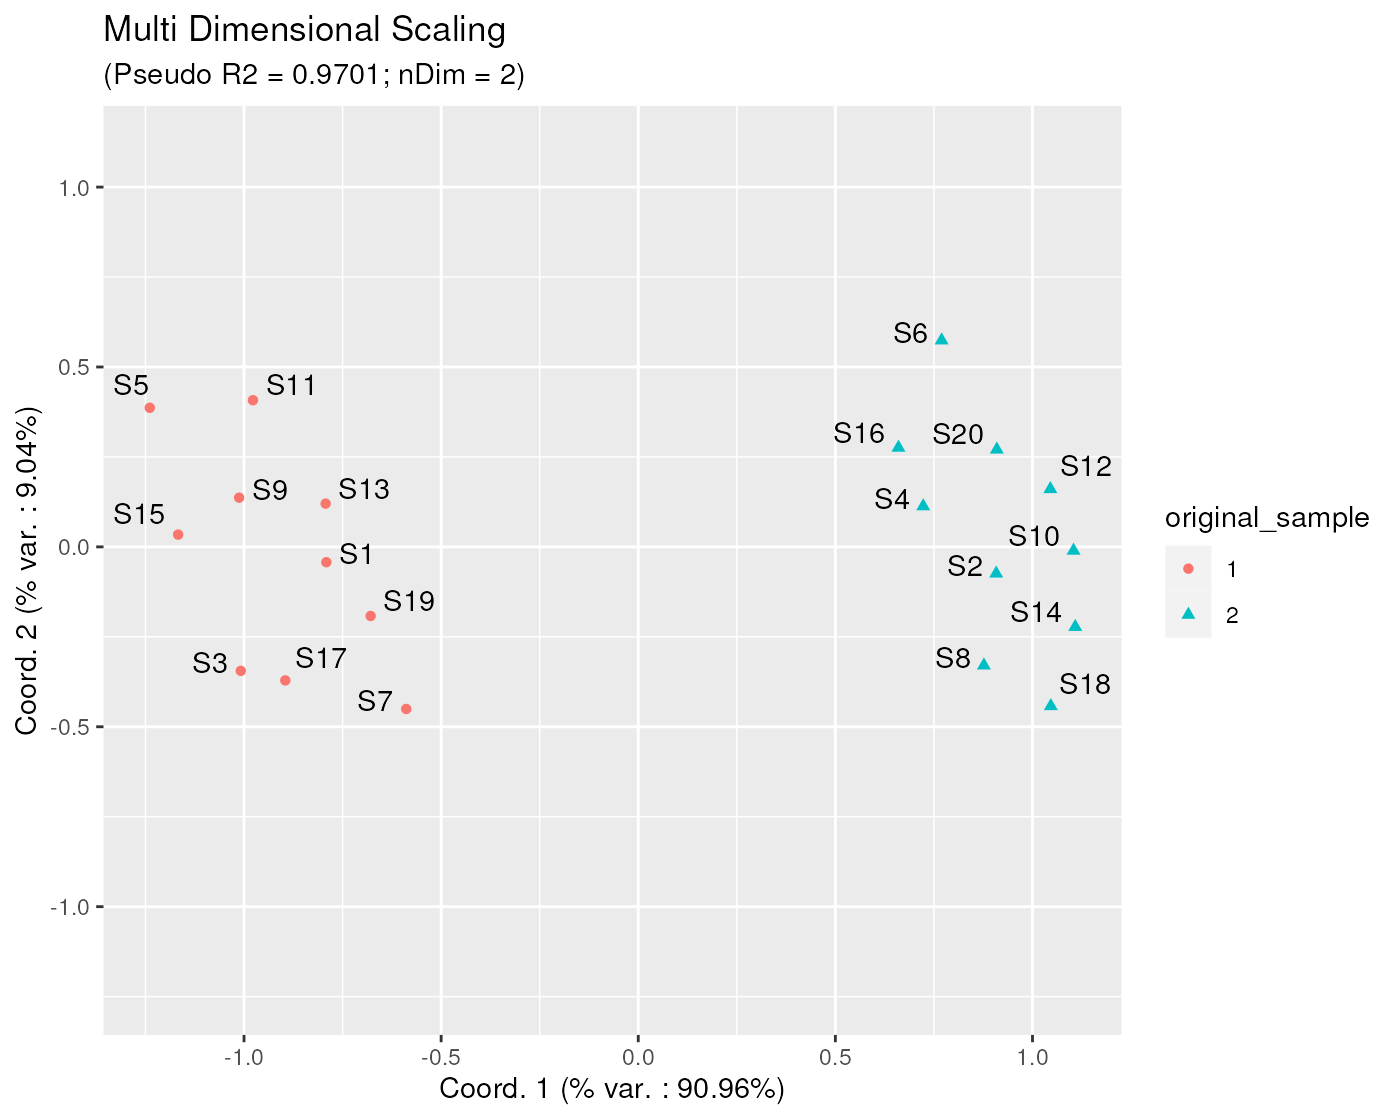 Multi Dimensional Scaling
(Pseudo R2 = 0.9701; nDim = 2)
Coord. 2 (% var. : 9.04%)
1.0
0.5
0.0
-0.5
-1.0
S6
S5
S11
S16
S20
S12
S9
S13
S4
S15
S10
S1
S2
S19
S14
S3
S17
S8
S7
S18
-1.0
-0.5
0.0
0.5
1.0
Coord. 1 (% var. : 90.96%)
original_sample
1
2